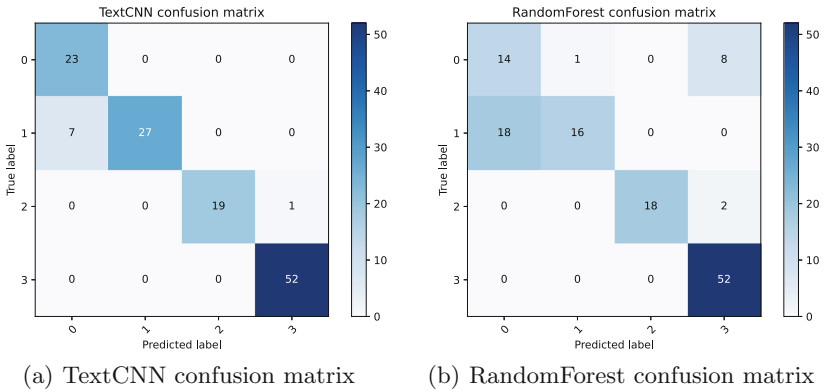 TextCNN confusion matrix
0
23 0 0 0
1
7 27 0 0
2
0 0 19 1
3
0 0 0 52
True label
0 1 2 3
Predicted label
50
40
30
20
10
0
(a) TextCNN confusion matrix
RandomForest confusion matrix
0
14 1 0 8
1
18 16 0 0
2
0 0 18 2
3
0 0 0 52
True label
0 1 2 3
Predicted label
50
40
30
20
10
0
(b) RandomForest confusion matrix